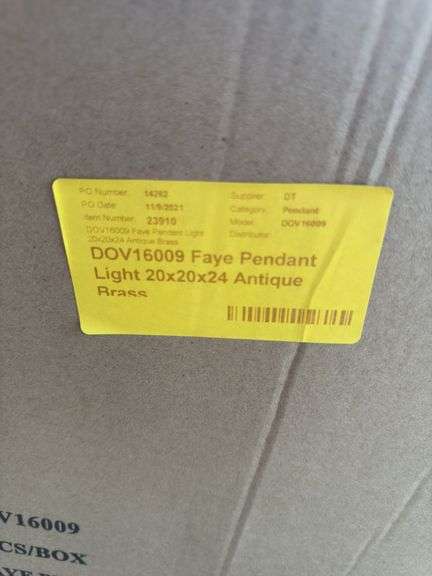 PO Number: 14262 Supplier: DT
PO Date: 11/9/2021 Category: Pendant
Item Number: 23910 Model: DOV16009
DOV16009 Faye Pendant Light Distributor:
20x20x24 Antique Brass
DOV16009 Faye Pendant
Light 20x20x24 Antique
Brass
V16009
CS/BOX